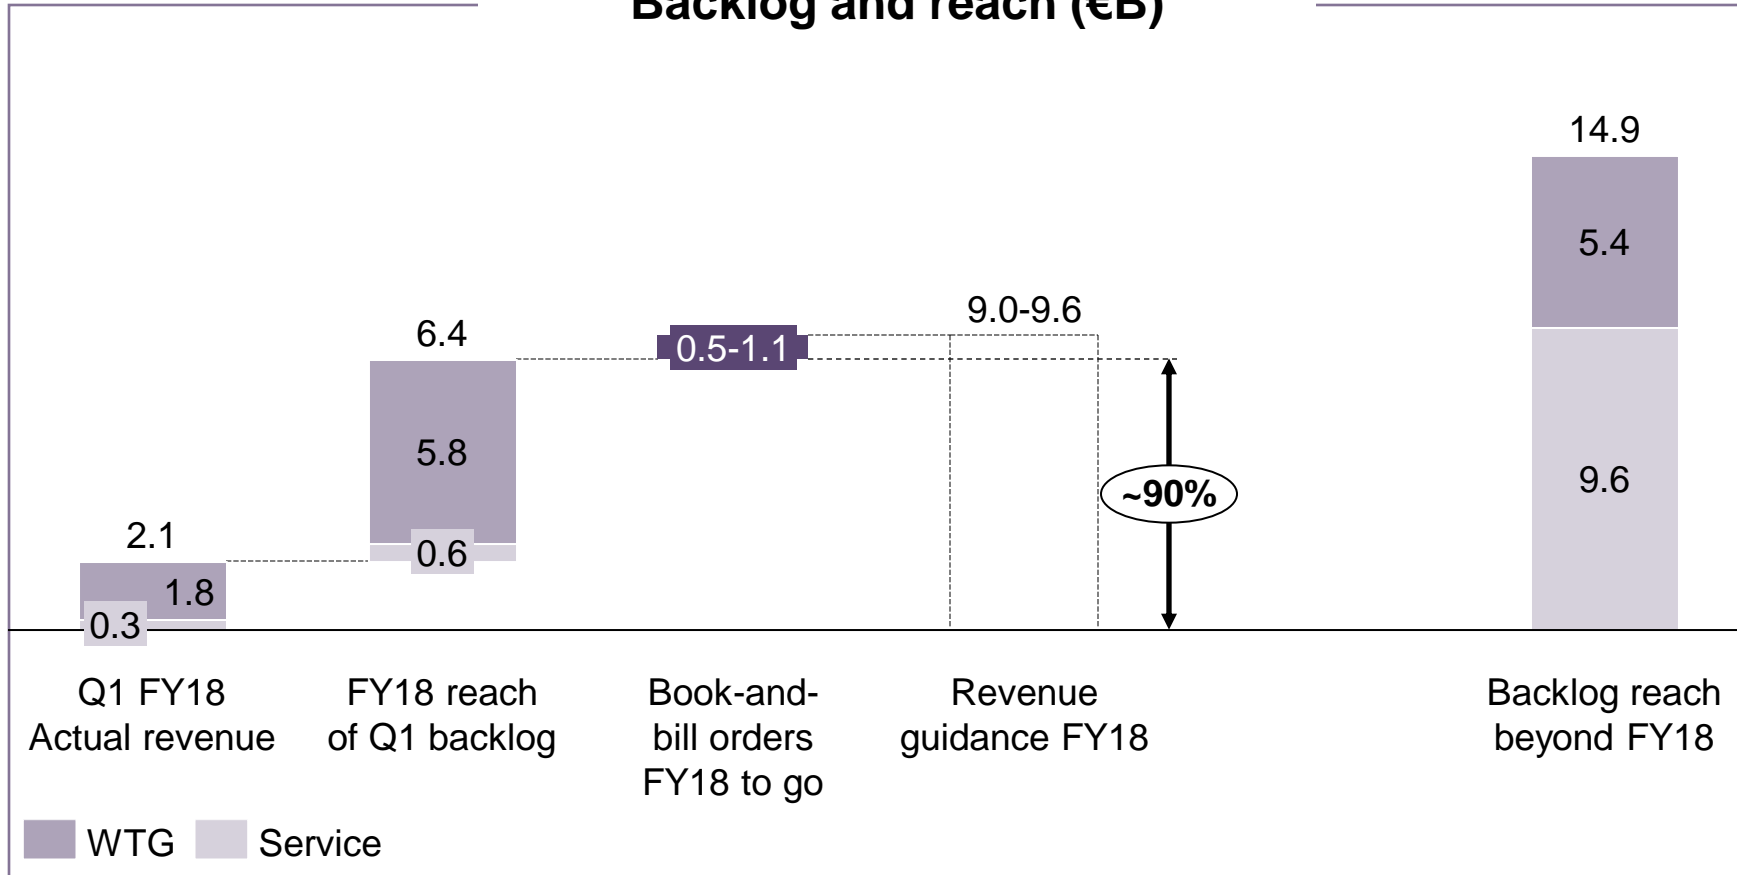 Backlog and reach (€B)
14.9
5.4
9.6
9.0-9.6
6.4
0.5-1.1
5.8
~90%
0.6
2.1
1.8
0.3
Q1 FY18
Actual revenue
FY18 reach
of Q1 backlog
Book-and-
bill orders
FY18 to go
Revenue
guidance FY18
Backlog reach
beyond FY18
WTG
Service